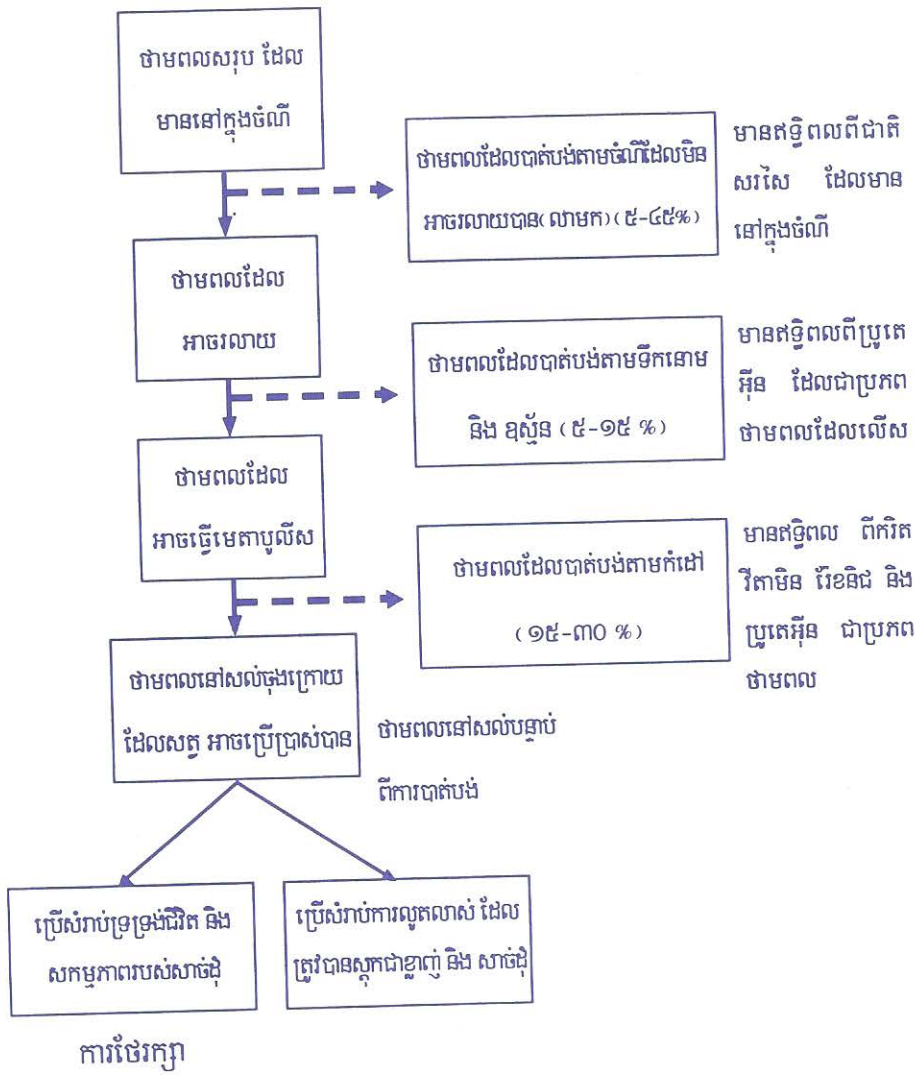 ថាមពលសរុប ដែល
មាននៅក្នុងចំណី
ថាមពលដែលបាត់បង់តាមចំណីដែលមិន
អាចរលាយបាន(លាមក) (៥-៤៥%)
មានឥទ្ធិពលពីជាតិ
សរសៃ ដែលមាន
នៅក្នុងចំណី
ថាមពលដែល
អាចរលាយ
ថាមពលដែលបាត់បង់តាមទឹកនោម
និង ឧស្ម័ន (៥-១៥ %)
មានឥទ្ធិពលពីប្រូតេ
អ៊ីន ដែលជាប្រភព
ថាមពលដែលលើស
ថាមពលដែល
អាចធ្វើមេតាបូលីស
ថាមពលដែលបាត់បង់តាមកំដៅ
(១៥-៣០ %)
មានឥទ្ធិពល ពីករិត
វីតាមិន រ៉ែខនិជ និង
ប្រូតេអ៊ីន ជាប្រភព
ថាមពល
ថាមពលនៅសល់ចុងក្រោយ
ដែលសត្វ អាចប្រើប្រាស់បាន
ថាមពលនៅសល់បន្ទាប់
ពីការបាត់បង់
ប្រើសំរាប់ទ្រទ្រង់ជីវិត និង
សកម្មភាពរបស់សាច់ដុំ
ប្រើសំរាប់ការលូតលាស់ ដែល
ត្រូវបានស្តុកជាខ្លាញ់ និង សាច់ដុំ
ការថែរក្សា